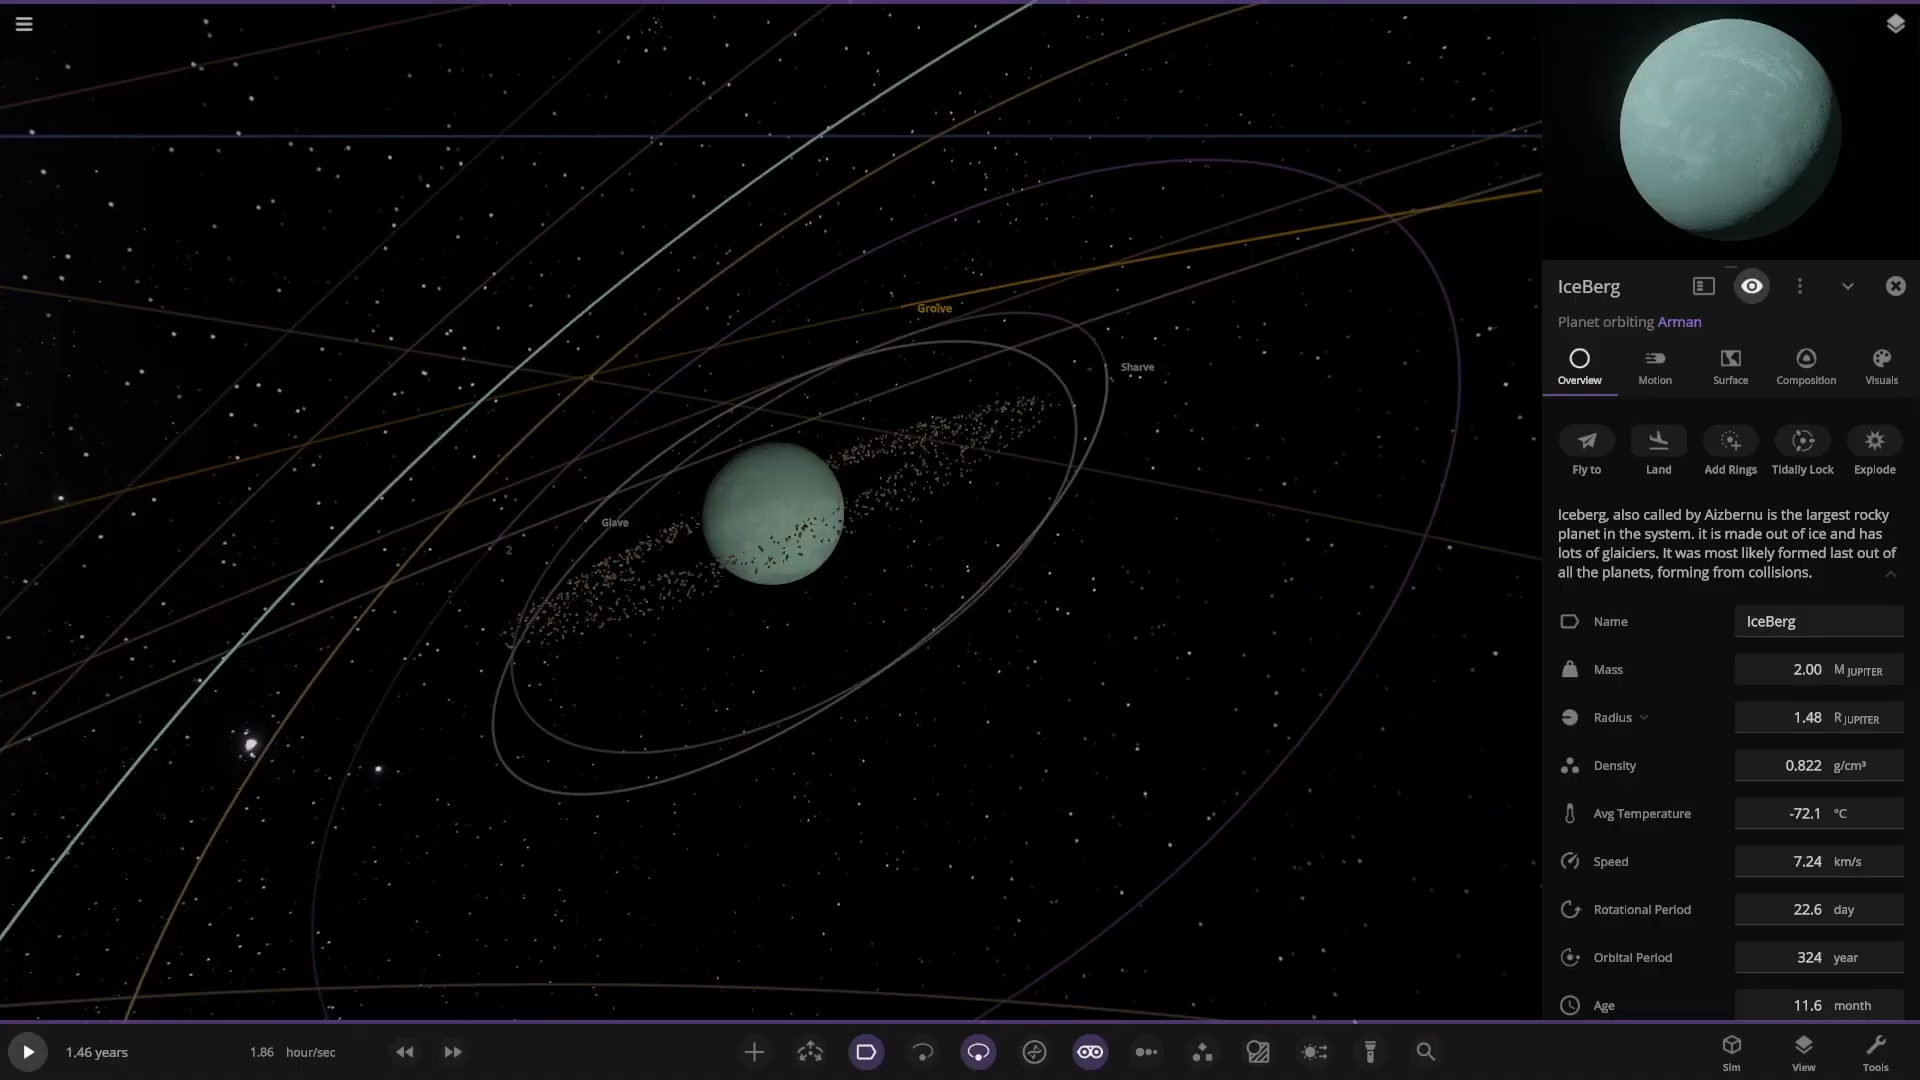 Grolve
Sharve
Glave
2
IceBerg
Planet orbiting Arman
Overview
Motion
Surface
Composition
Visuals
Fly to
Land
Add Rings
Tidally Lock
Explode
Iceberg, also called by Aizbernu is the largest rocky
planet in the system. it is made out of ice and has
lots of glaiciers. It was most likely formed last out of
all the planets, forming from collisions.
Name IceBerg
Mass 2.00 M JUPITER
Radius 1.48 R JUPITER
Density 0.822 g/cm³
Avg Temperature -72.1 °C
Speed 7.24 km/s
Rotational Period 22.6 day
Orbital Period 324 year
Age 11.6 month
1.46 years
1.86 hour/sec
Sim
View
Tools